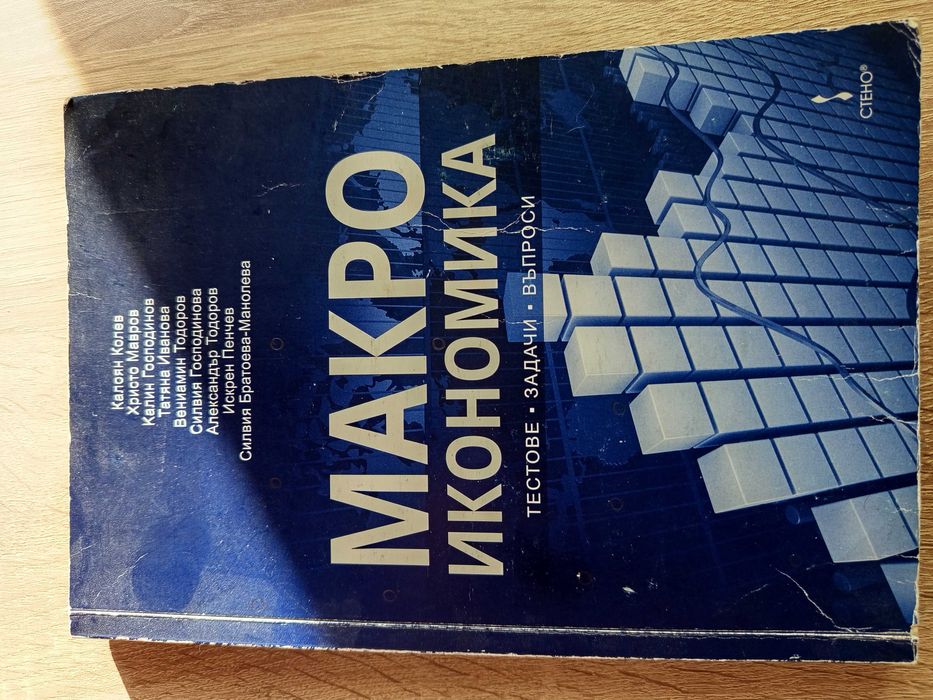 Калоян Колев
Христо Мавров
Калин Господинов
Татяна Иванова
Вениамин Тодоров
Силвия Господинова
Александър Тодоров
Искрен Пенчев
Силвия Братоева-Манолева
МАКРО
ИКОНОМИКА
ТЕСТОВЕ ▪ ЗАДАЧИ ▪ ВЪПРОСИ
СТЕНО®